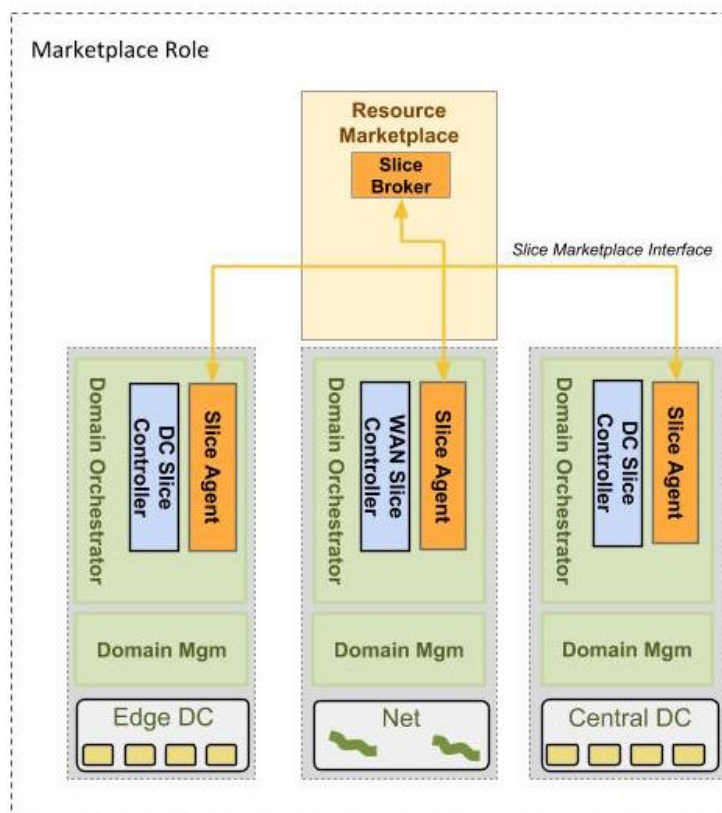 Marketplace Role
Resource
Marketplace
Slice
Broker
Slice Marketplace Interface
Domain Orchestrator
DC Slice
Controller
Slice Agent
Domain Orchestrator
WAN Slice
Controller
Slice Agent
Domain Orchestrator
DC Slice
Controller
Slice Agent
Domain Mgm
Domain Mgm
Domain Mgm
Edge DC
Net
Central DC